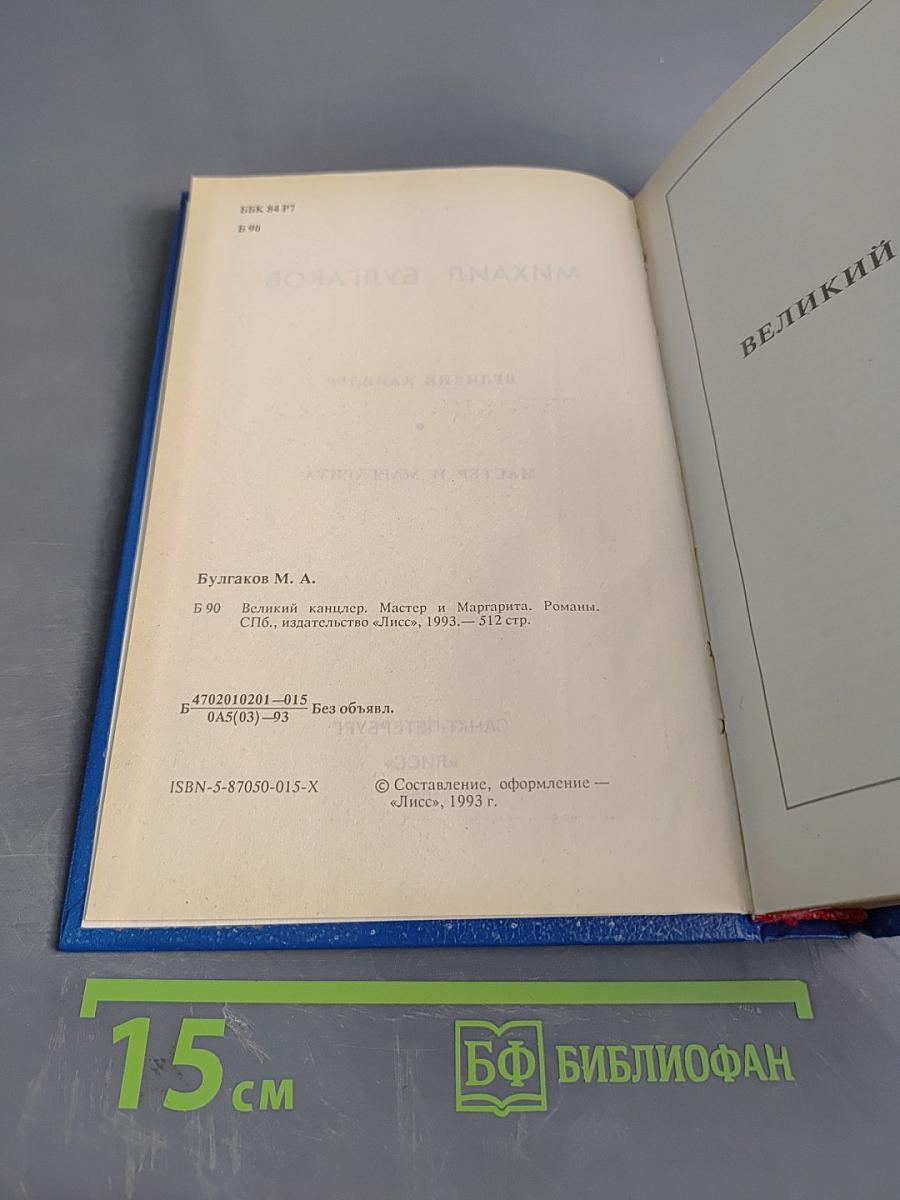 ББК 84 Р7
Б 90
Булгаков М. А.
Б 90 Великий канцлер. Мастер и Маргарита. Романы.
СПб., издательство «Лисс», 1993.— 512 стр.
Б 4702010201—015 Без объявл.
0А5(03)—93
ISBN-5-87050-015-X
© Составление, оформление —
«Лисс», 1993 г.
ВЕЛИКИЙ
15 см
БФ БИБЛИОФАН